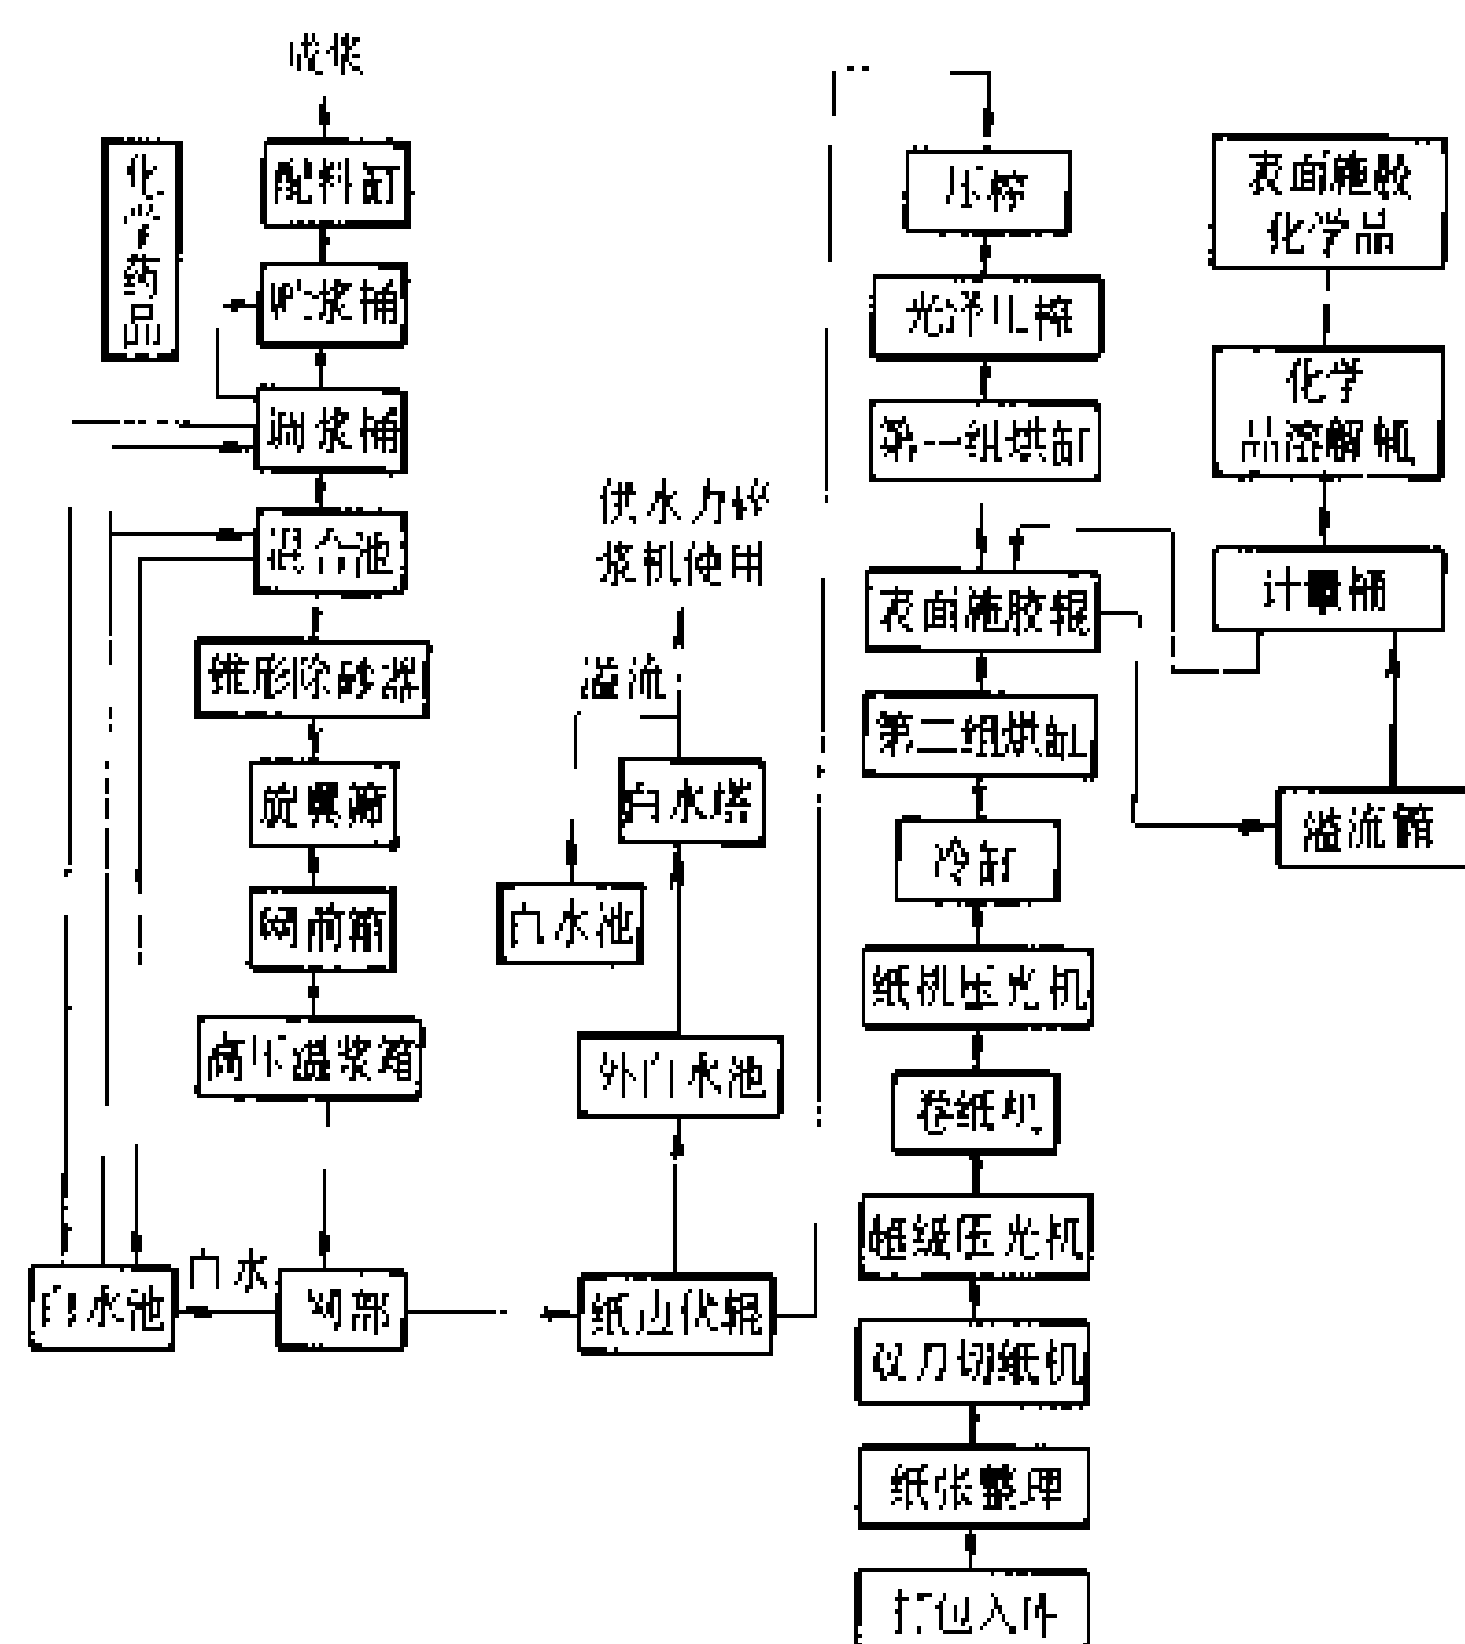 成浆
化学药品
配料缸
贮浆桶
调浆桶
混合池
锥形除砂器
旋翼筛
网前箱
高压温浆箱
白水
白水池
网部
供水力碎
浆机使用
溢流
白水塔
白水池
外白水池
纸边伏辊
压榨
光泽压榨
第一组烘缸
表面施胶辊
第二组烘缸
冷缸
纸机压光机
卷纸机
超级压光机
双刀切纸机
纸张整理
打包入库
表面施胶
化学品
化学
品溶解桶
计量桶
溢流箱